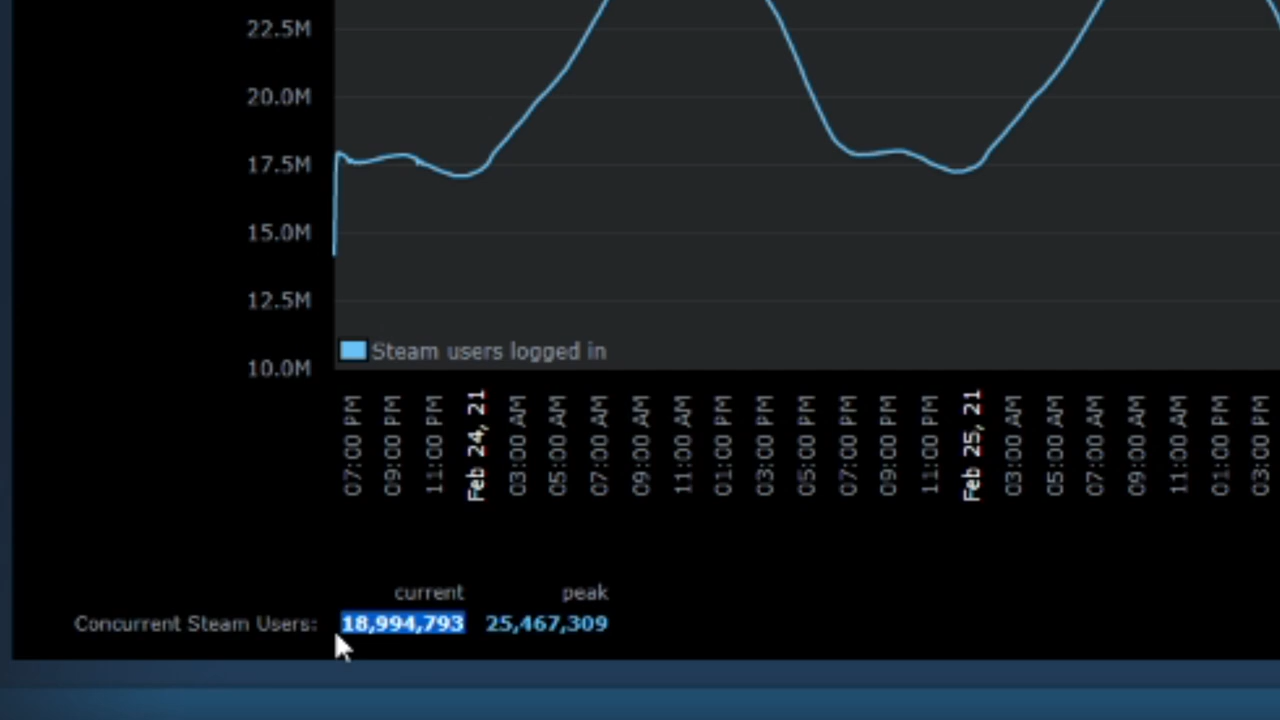 22.5M
20.0M
17.5M
15.0M
12.5M
10.0M
Steam users logged in
07:00 PM
09:00 PM
11:00 PM
Feb 24, 21
03:00 AM
05:00 AM
07:00 AM
09:00 AM
11:00 AM
01:00 PM
03:00 PM
05:00 PM
07:00 PM
09:00 PM
11:00 PM
Feb 25, 21
03:00 AM
05:00 AM
07:00 AM
09:00 AM
11:00 AM
01:00 PM
03:00 PM
current peak
Concurrent Steam Users: 18,994,793 25,467,309